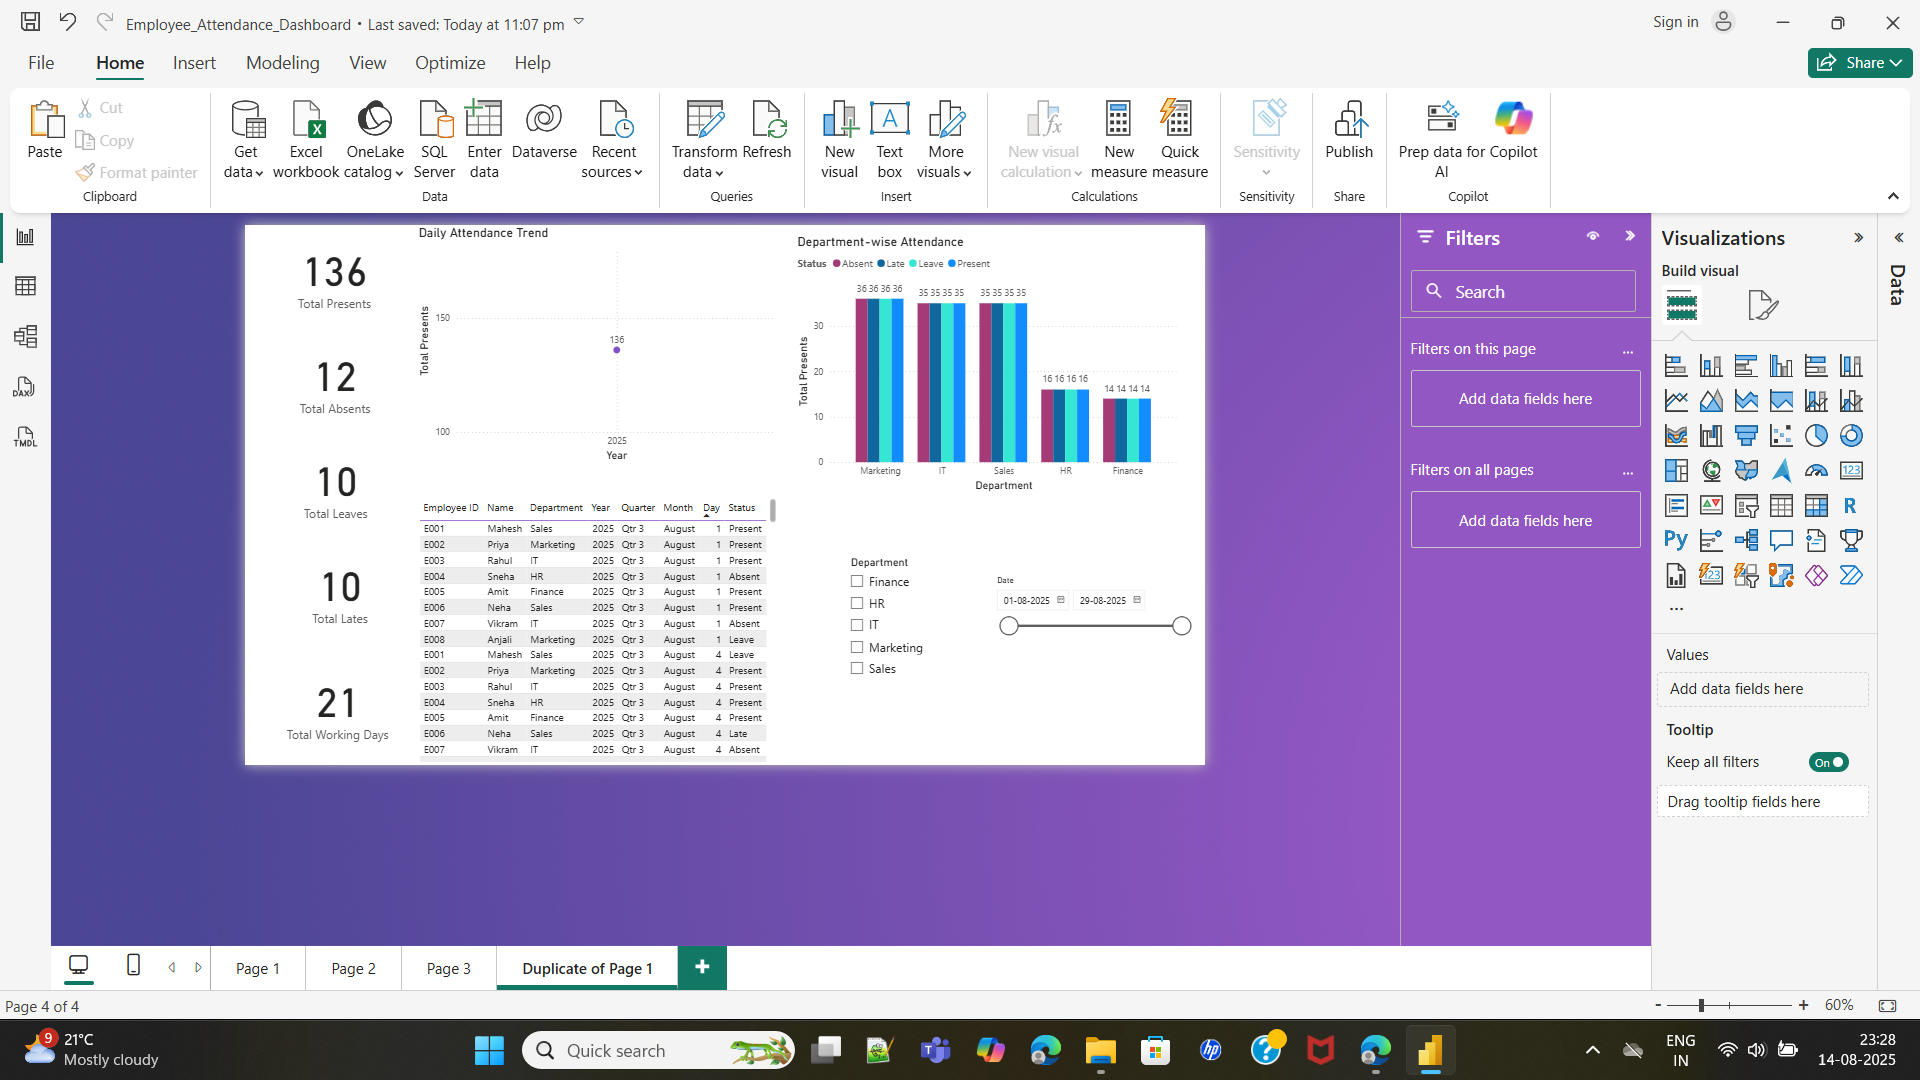 Employee_Attendance_Dashboard • Last saved: Today at 11:07 pm
Sign in
File Home Insert Modeling View Optimize Help
Share
Paste
Cut
Copy
Format painter
Clipboard
Get data
Excel workbook
OneLake catalog
SQL Server
Enter data
Dataverse
Recent sources
Data
Transform data
Refresh
Queries
New visual
Text box
More visuals
Insert
New visual calculation
New measure
Quick measure
Calculations
Sensitivity
Sensitivity
Publish
Share
Prep data for AI
Copilot
Copilot
DAX
TMDL
136
Total Presents
12
Total Absents
10
Total Leaves
10
Total Lates
21
Total Working Days
Daily Attendance Trend
Total Presents
150
136
100
2025
Year
Department-wise Attendance
Status Absent Late Leave Present
Total Presents
30
20
10
0
36 36 36 36
35 35 35 35
35 35 35 35
16 16 16 16
14 14 14 14
Marketing IT Sales HR Finance
Department
Employee ID Name Department Year Quarter Month Day Status
E001 Mahesh Sales 2025 Qtr 3 August 1 Present
E002 Priya Marketing 2025 Qtr 3 August 1 Present
E003 Rahul IT 2025 Qtr 3 August 1 Present
E004 Sneha HR 2025 Qtr 3 August 1 Absent
E005 Amit Finance 2025 Qtr 3 August 1 Present
E006 Neha Sales 2025 Qtr 3 August 1 Present
E007 Vikram IT 2025 Qtr 3 August 1 Absent
E008 Anjali Marketing 2025 Qtr 3 August 1 Leave
E001 Mahesh Sales 2025 Qtr 3 August 4 Leave
E002 Priya Marketing 2025 Qtr 3 August 4 Present
E003 Rahul IT 2025 Qtr 3 August 4 Present
E004 Sneha HR 2025 Qtr 3 August 4 Present
E005 Amit Finance 2025 Qtr 3 August 4 Present
E006 Neha Sales 2025 Qtr 3 August 4 Late
E007 Vikram IT 2025 Qtr 3 August 4 Absent
Department
Finance
HR
IT
Marketing
Sales
Date
01-08-2025 29-08-2025
Filters
Search
Filters on this page ...
Add data fields here
Filters on all pages ...
Add data fields here
Visualizations
Build visual
123
R
Py
123
...
Values
Add data fields here
Tooltip
Keep all filters On
Drag tooltip fields here
Data
Page 1 Page 2 Page 3 Duplicate of Page 1 +
Page 4 of 4
- + 60%
9
21°C
Mostly cloudy
Quick search
hp
ENG
IN
23:28
14-08-2025